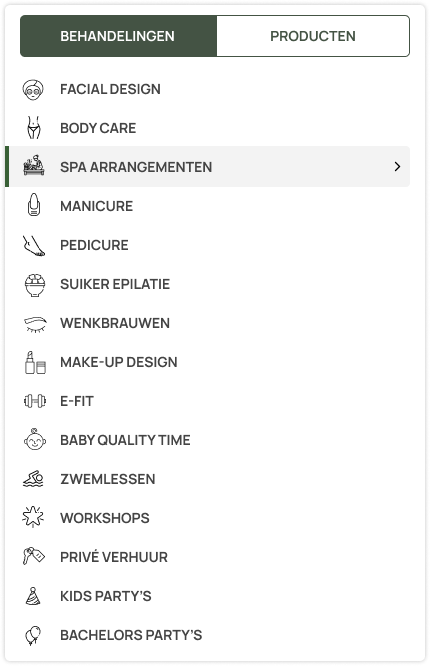 BEHANDELINGEN
PRODUCTEN
FACIAL DESIGN
BODY CARE
SPA ARRANGEMENTEN
MANICURE
PEDICURE
SUIKER EPILATIE
WENKBRAUWEN
MAKE-UP DESIGN
E-FIT
BABY QUALITY TIME
ZWEMLESSEN
WORKSHOPS
PRIVÉ VERHUUR
KIDS PARTY'S
BACHELORS PARTY'S